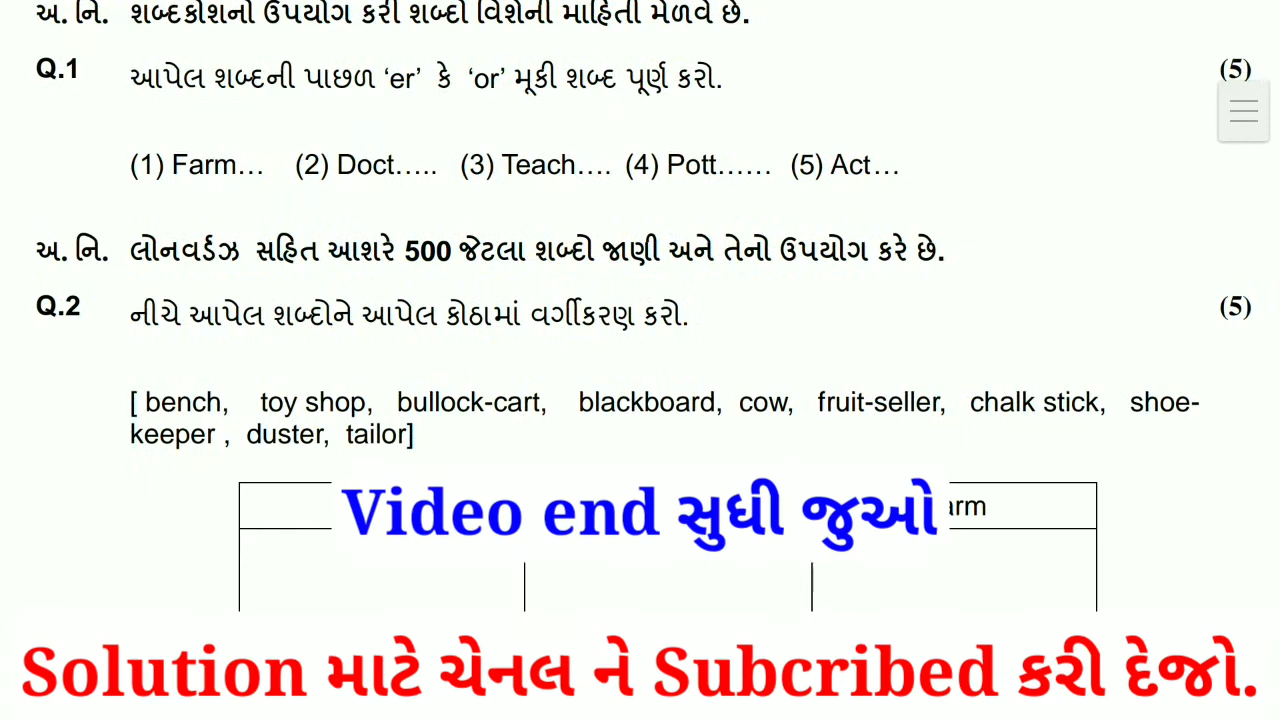 અ. નિ. શબ્દકોશનો ઉપયોગ કરી શબ્દો વિશેની માહિતી મેળવે છે.
Q.1 આપેલ શબ્દની પાછળ ‘er’ કે ‘or’ મૂકી શબ્દ પૂર્ણ કરો. (5)
(1) Farm… (2) Doct….. (3) Teach…. (4) Pott…… (5) Act…
અ. નિ. લોનવર્ડઝ સહિત આશરે 500 જેટલા શબ્દો જાણી અને તેનો ઉપયોગ કરે છે.
Q.2 નીચે આપેલ શબ્દોને આપેલ કોઠામાં વર્ગીકરણ કરો. (5)
[ bench, toy shop, bullock-cart, blackboard, cow, fruit-seller, chalk stick, shoe-
keeper , duster, tailor]
Video end સુધી જુઓ
Solution માટે ચેનલ ને Subcribed કરી દેજો.